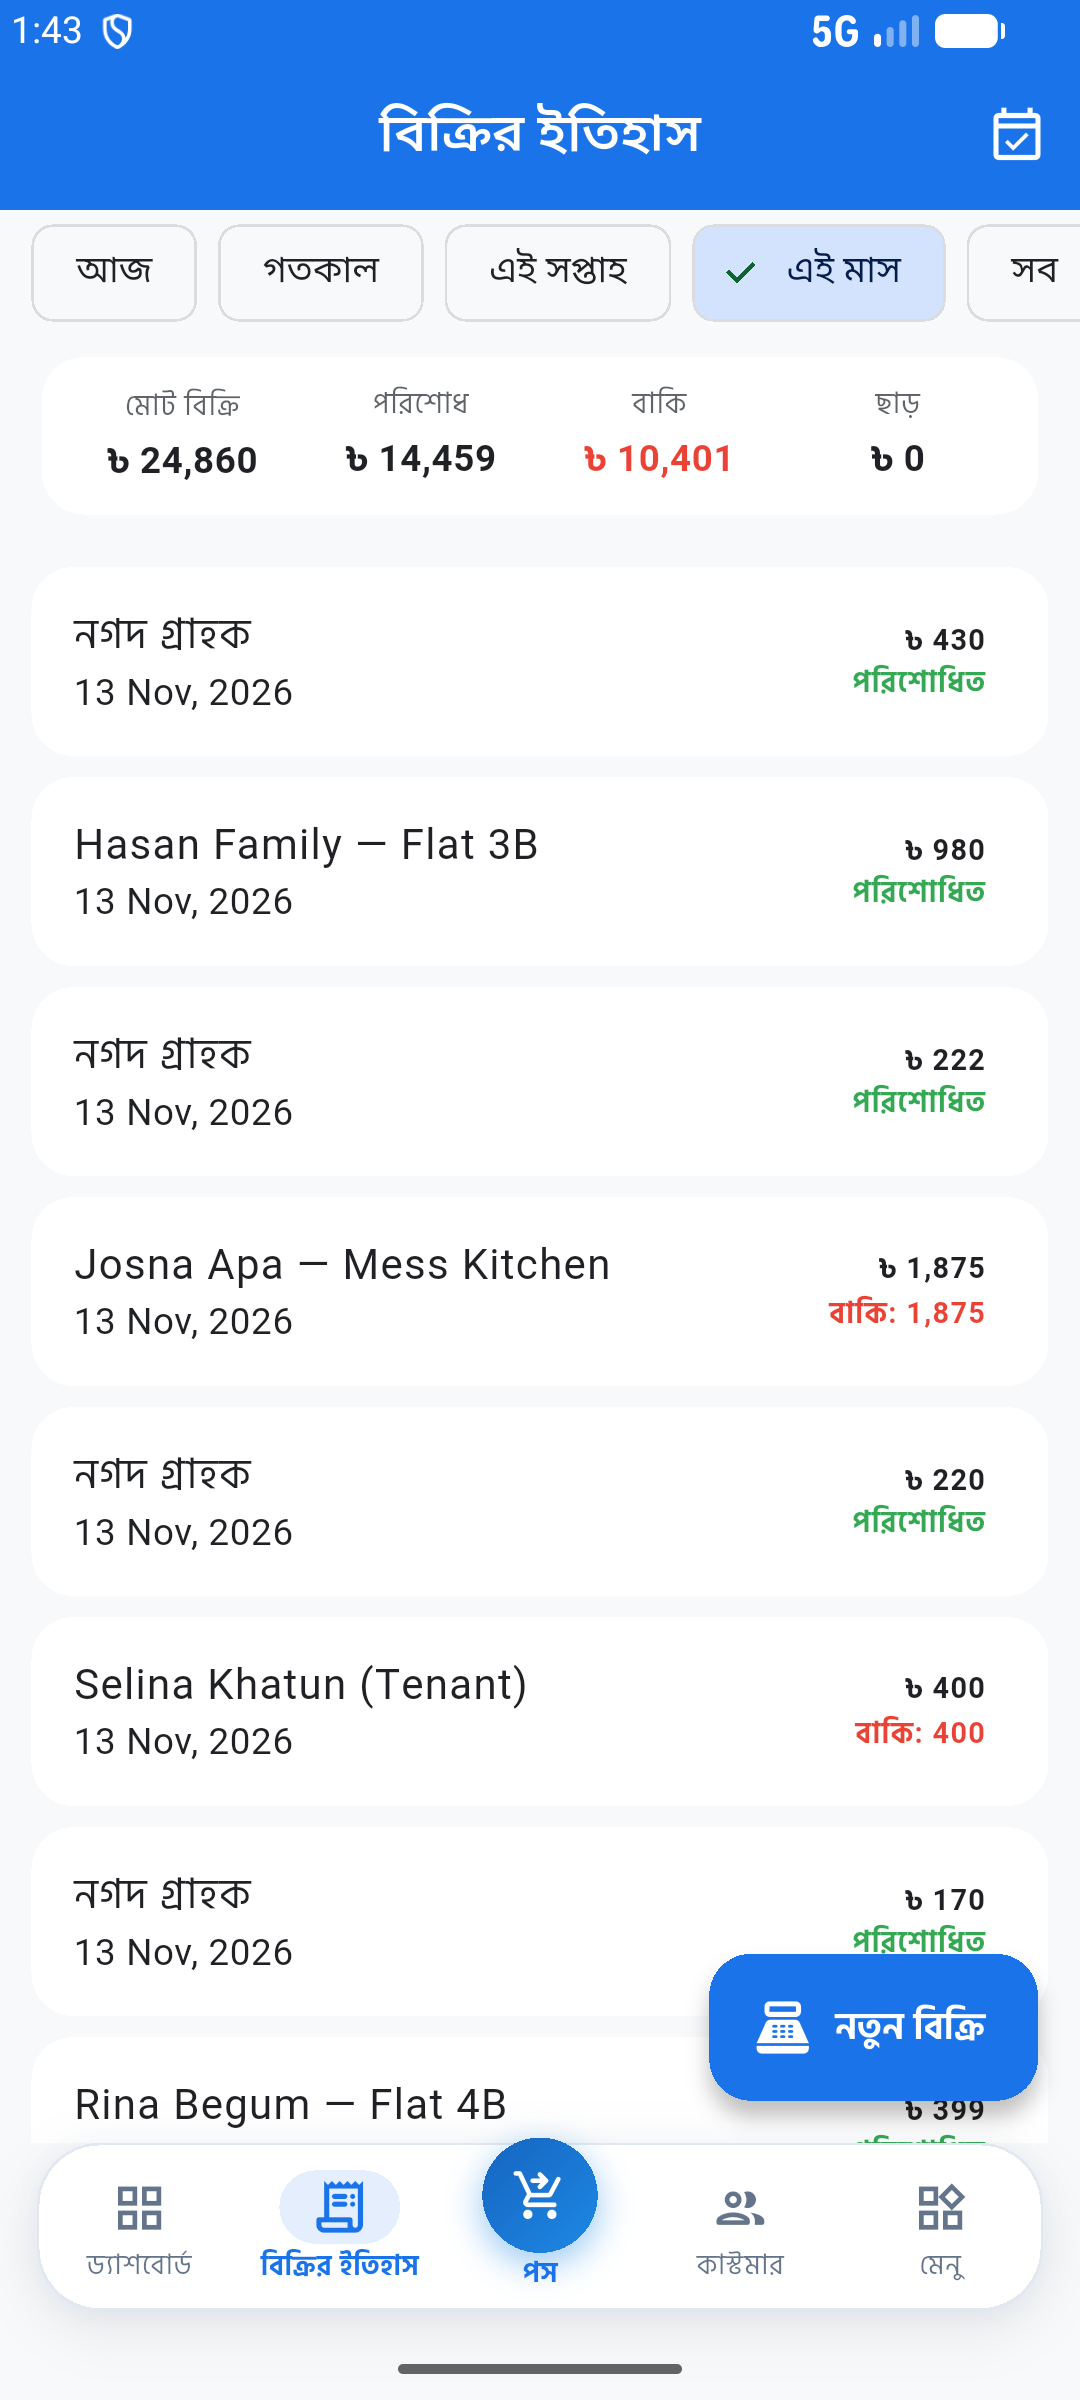 1:43
5G
বিক্রির ইতিহাস
আজ
গতকাল
এই সপ্তাহ
এই মাস
সব
মোট বিক্রি
পরিশোধ
বাকি
ছাড়
৳ 24,860
৳ 14,459
৳ 10,401
৳ 0
নগদ গ্রাহক
৳ 430
13 Nov, 2026
পরিশোধিত
Hasan Family — Flat 3B
৳ 980
13 Nov, 2026
পরিশোধিত
নগদ গ্রাহক
৳ 222
13 Nov, 2026
পরিশোধিত
Josna Apa — Mess Kitchen
৳ 1,875
13 Nov, 2026
বাকি: 1,875
নগদ গ্রাহক
৳ 220
13 Nov, 2026
পরিশোধিত
Selina Khatun (Tenant)
৳ 400
13 Nov, 2026
বাকি: 400
নগদ গ্রাহক
৳ 170
13 Nov, 2026
পরিশোধিত
নতুন বিক্রি
Rina Begum — Flat 4B
৳ 399
ড্যাশবোর্ড
বিক্রির ইতিহাস
পস
কাস্টমার
মেনু